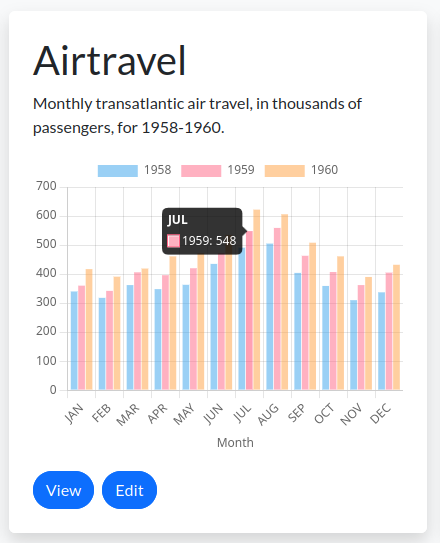 Airtravel
Monthly transatlantic air travel, in thousands of
passengers, for 1958-1960.
1958 1959 1960
700
600
500
400
300
200
100
0
JUL
1959: 548
JAN FEB MAR APR MAY JUN JUL AUG SEP OCT NOV DEC
Month
View Edit